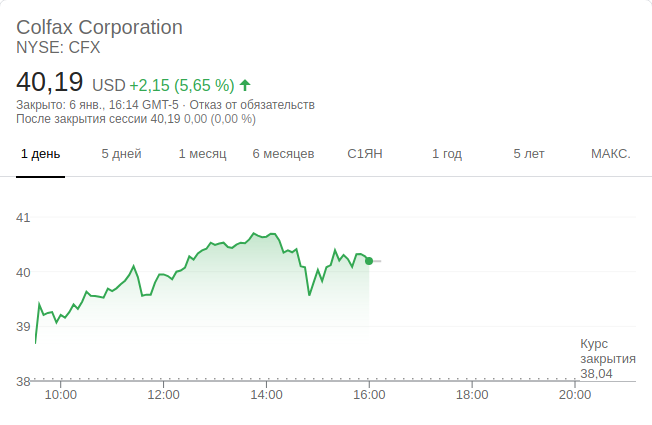 Colfax Corporation
NYSE: CFX
40,19 USD +2,15 (5,65 %)
Закрыто: 6 янв., 16:14 GMT-5 · Отказ от обязательств
После закрытия сессии 40,19 0,00 (0,00 %)
1 день 5 дней 1 месяц 6 месяцев С1ЯН 1 год 5 лет МАКС.
41
40
39
Курс
закрытия
38,04
38
10:00 12:00 14:00 16:00 18:00 20:00